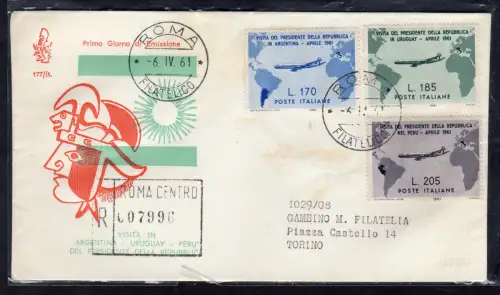 Primo Giorno di Emissione
177/It.
ROMA
- 6 IV. 61
FILATELICO
VISITA DEL PRESIDENTE DELLA REPUBBLICA
IN ARGENTINA - APRILE 1961
L. 170
POSTE ITALIANE
VISITA DEL PRESIDENTE DELLA REPUBBLICA
IN URUGUAY - APRILE 1961
L. 185
POSTE ITALIANE
ROMA
FILATELICO
VISITA DEL PRESIDENTE DELLA REPUBBLICA
NEL PERU - APRILE 1961
L. 205
POSTE ITALIANE
ROMA CENTRO
R 007996
VISITA IN
ARGENTINA - URUGUAY - PERU'
DEL PRESIDENTE DELLA REPUBBLICA
1029/GB
GAMBINO M. FILATELIA
Piazza Castello 14
TORINO